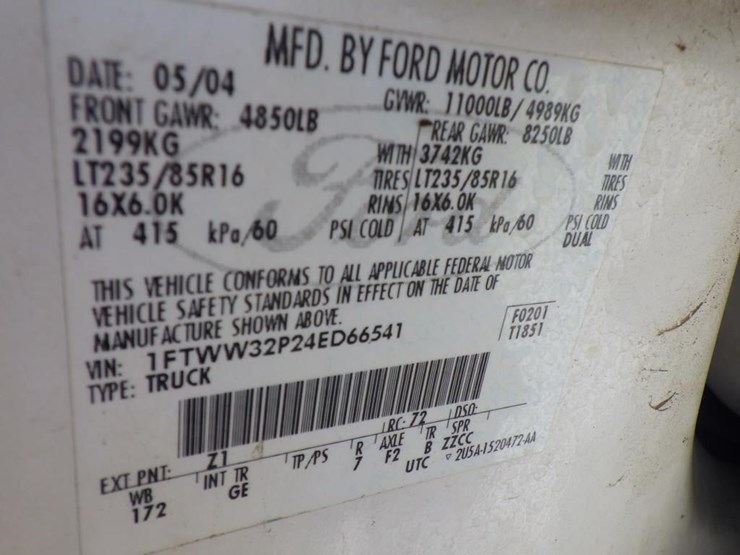 MFD. BY FORD MOTOR CO.
DATE: 05/04 GVWR: 11000LB/4989KG
FRONT GAWR: 4850LB REAR GAWR: 8250LB
2199KG WITH 3742KG WITH
LT235/85R16 TIRES LT235/85R16 TIRES
16X6.0K RIMS 16X6.0K RIMS
AT 415 kPa/60 PSI COLD AT 415 kPa/60 PSI COLD
DUAL
Ford
THIS VEHICLE CONFORMS TO ALL APPLICABLE FEDERAL MOTOR
VEHICLE SAFETY STANDARDS IN EFFECT ON THE DATE OF
MANUFACTURE SHOWN ABOVE.
VIN: 1FTWW32P24ED66541 F0201
TYPE: TRUCK T1851
EXT PNT: Z1 RC: 72 DSO:
WB INT TR TP/PS R AXLE TR SPR
172 GE 7 F2 B ZZCC
UTC ▽ 2U5A-1520472-AA